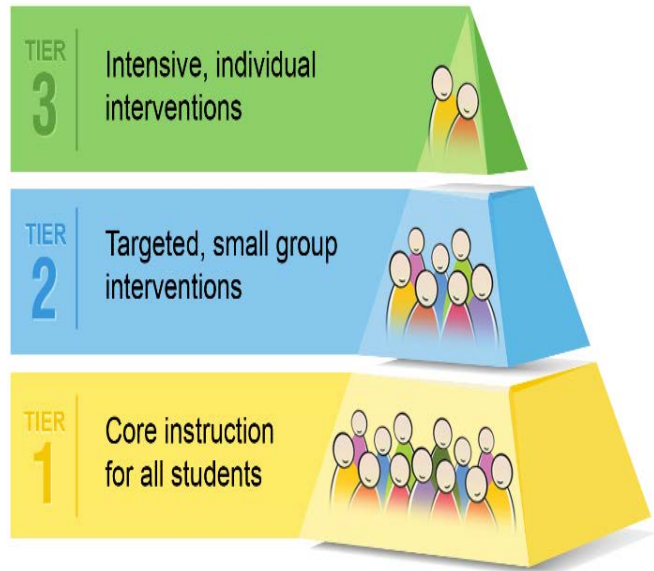 TIER
3
Intensive, individual
interventions
TIER
2
Targeted, small group
interventions
TIER
1
Core instruction
for all students